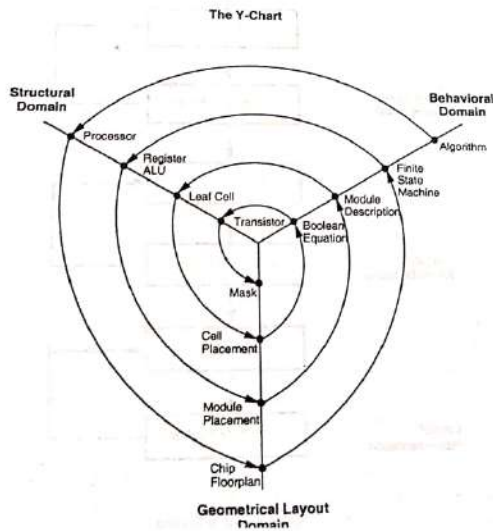 The Y-Chart
Structural
Domain
Behavioral
Domain
Processor
Algorithm
Register
ALU
Finite
State
Machine
Leaf Cell
Module
Description
Transistor
Boolean
Equation
Mask
Cell
Placement
Module
Placement
Chip
Floorplan
Geometrical Layout
Domain